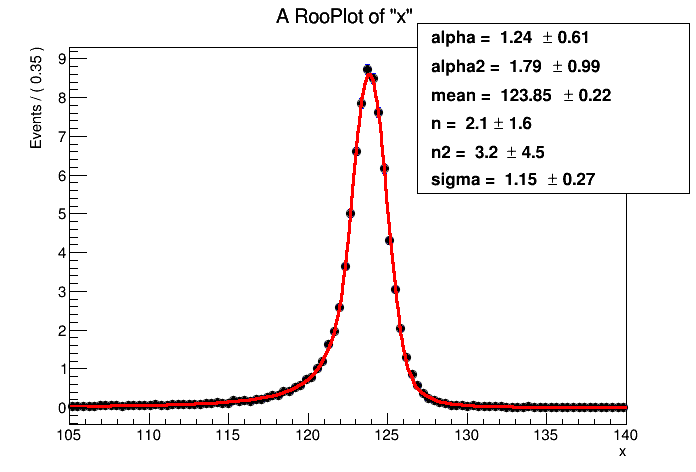 A RooPlot of "x"
alpha = 1.24 ± 0.61
alpha2 = 1.79 ± 0.99
mean = 123.85 ± 0.22
n = 2.1 ± 1.6
n2 = 3.2 ± 4.5
sigma = 1.15 ± 0.27
Events / ( 0.35 )
9
8
7
6
5
4
3
2
1
0
105 110 115 120 125 130 135 140
x